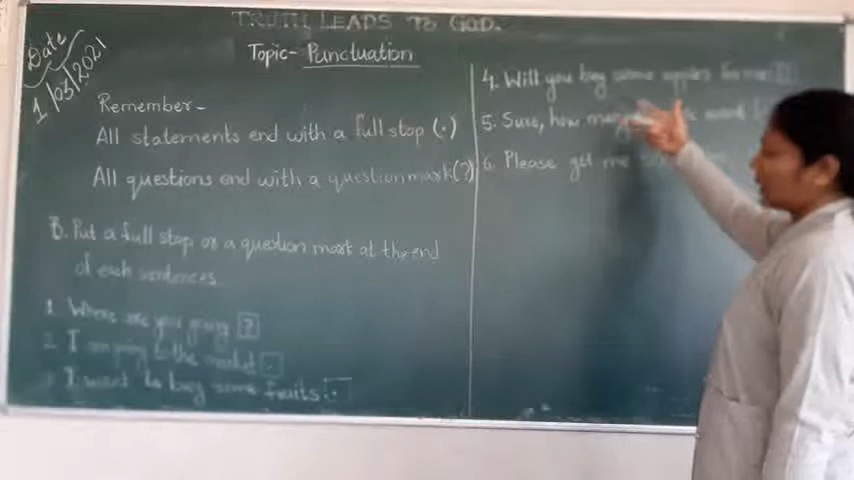 TRUTH LEADS TO GOD.
Date
1/03/2021
Topic- Punctuation
Remember-
All statements end with a full stop (.)
All questions end with a question mark (?)
B. Put a full stop or a question mark at the end
of each sentences.
1. Where are you going ?
2. I am going to the market .
3. I want to buy some fruits .
4. Will you buy some apples for me
5. Sure, how many want
6. Please get me